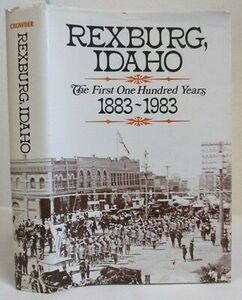 CROWDER
REXBURG, IDAHO
REXBURG,
IDAHO
The First One Hundred Years
1883~1983